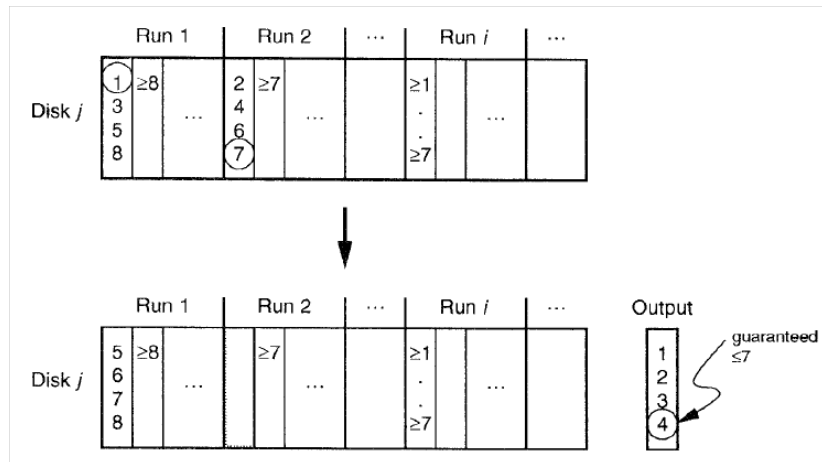 Run 1 Run 2 ... Run i ...
1 ≥8 2 ≥7 ≥1
Disk j 3 4 .
5 ... 6 ... . ...
8 7 ≥7
Run 1 Run 2 ... Run i ... Output
guaranteed
5 ≥8 ≥7 ≥1 1 ≤7
Disk j 6 . 2
7 ... ... . ... 3
8 ≥7 4